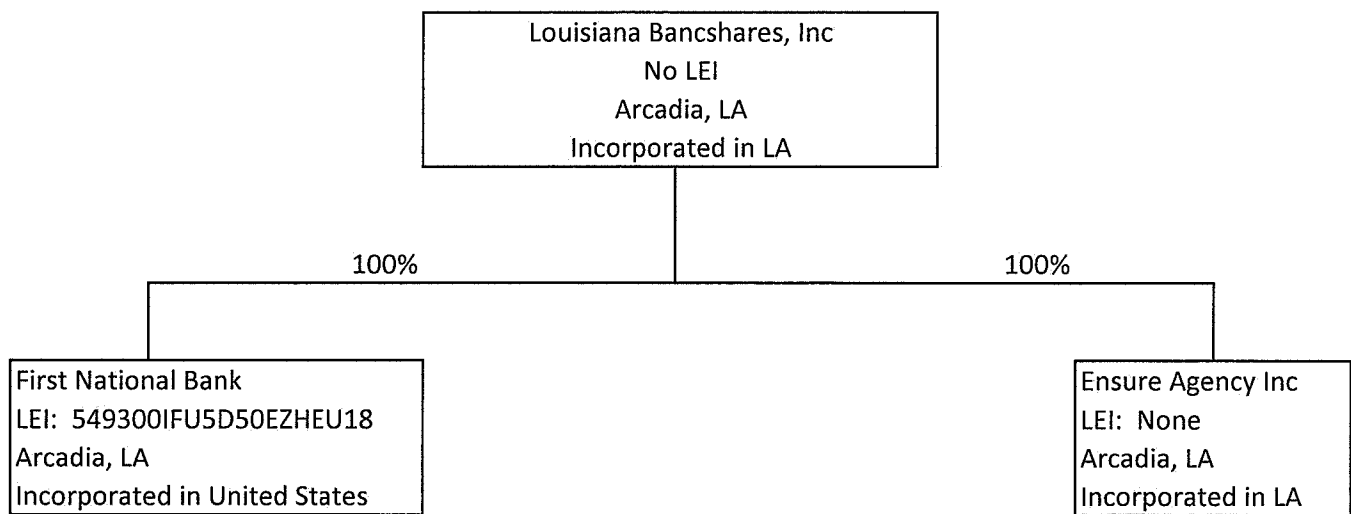 Louisiana Bancshares, Inc
No LEI
Arcadia, LA
Incorporated in LA
100%
100%
First National Bank
LEI: 549300IFU5D50EZHEU18
Arcadia, LA
Incorporated in United States
Ensure Agency Inc
LEI: None
Arcadia, LA
Incorporated in LA